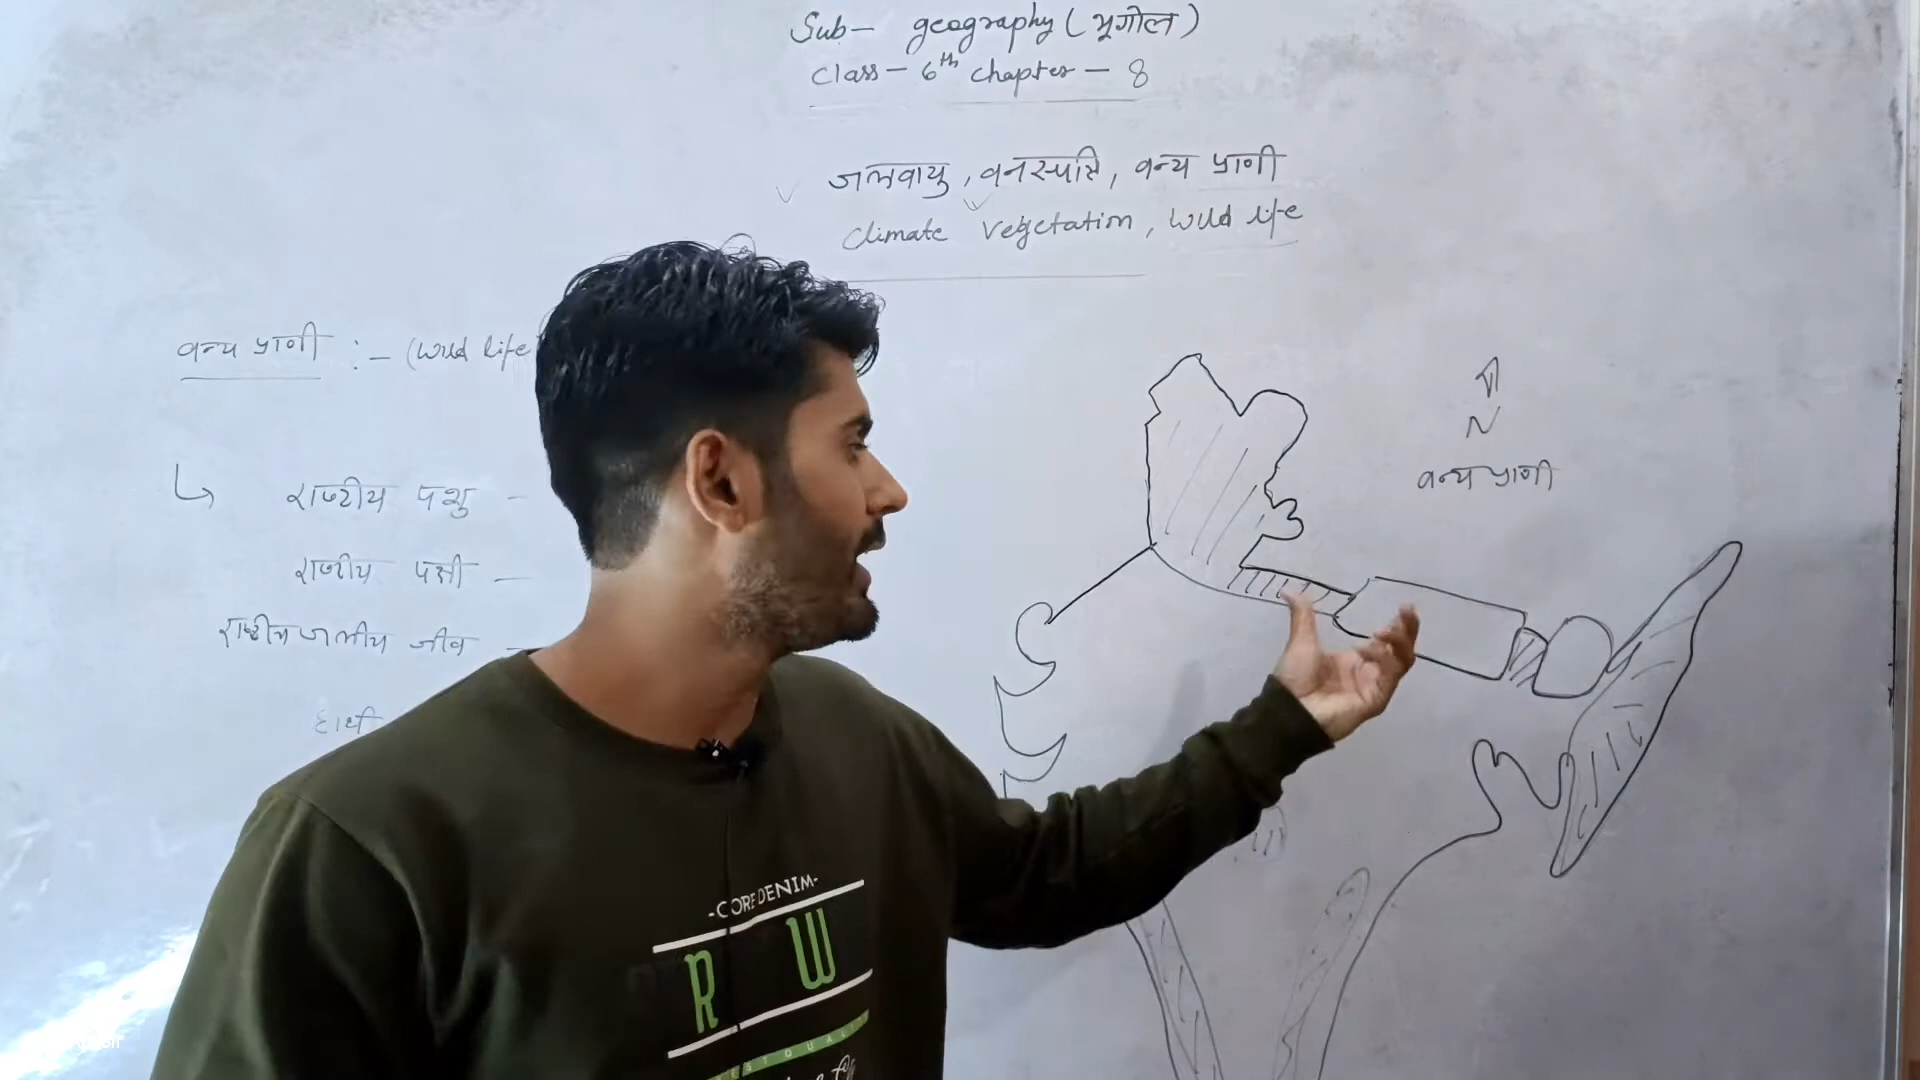 Sub- geography (भूगोल)
Class - 6th chapter - 8
जलवायु, वनस्पति, वन्य प्राणी
climate vegetation, wild life
वन्य प्राणी :- (wild life
राष्ट्रीय पशु -
राष्ट्रीय पक्षी -
राष्ट्रीय जलीय जीव -
हाथी
N
वन्य प्राणी
-CORE DENIM-
R W